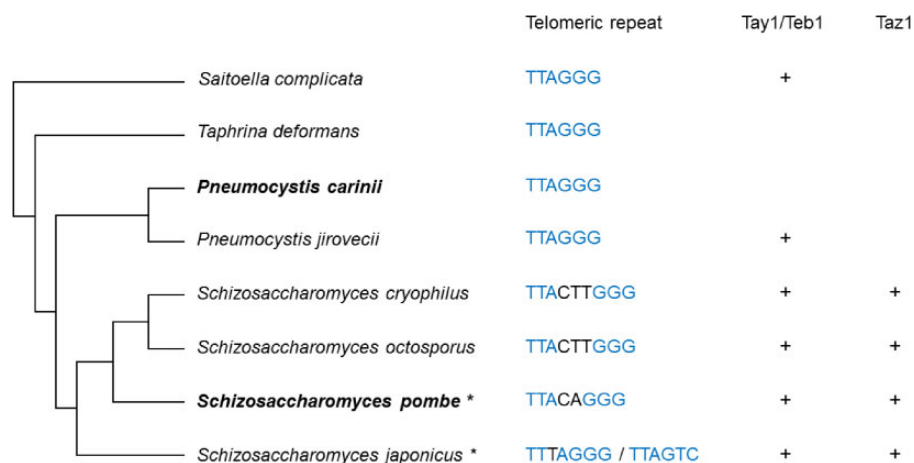 Telomeric repeat Tay1/Teb1 Taz1
Saitoella complicata TTAGGG +
Taphrina deformans TTAGGG
Pneumocystis carinii TTAGGG
Pneumocystis jirovecii TTAGGG +
Schizosaccharomyces cryophilus TTACTTGGG + +
Schizosaccharomyces octosporus TTACTTGGG + +
Schizosaccharomyces pombe * TTACAGGG + +
Schizosaccharomyces japonicus * TTTAGGG / TTAGTC + +